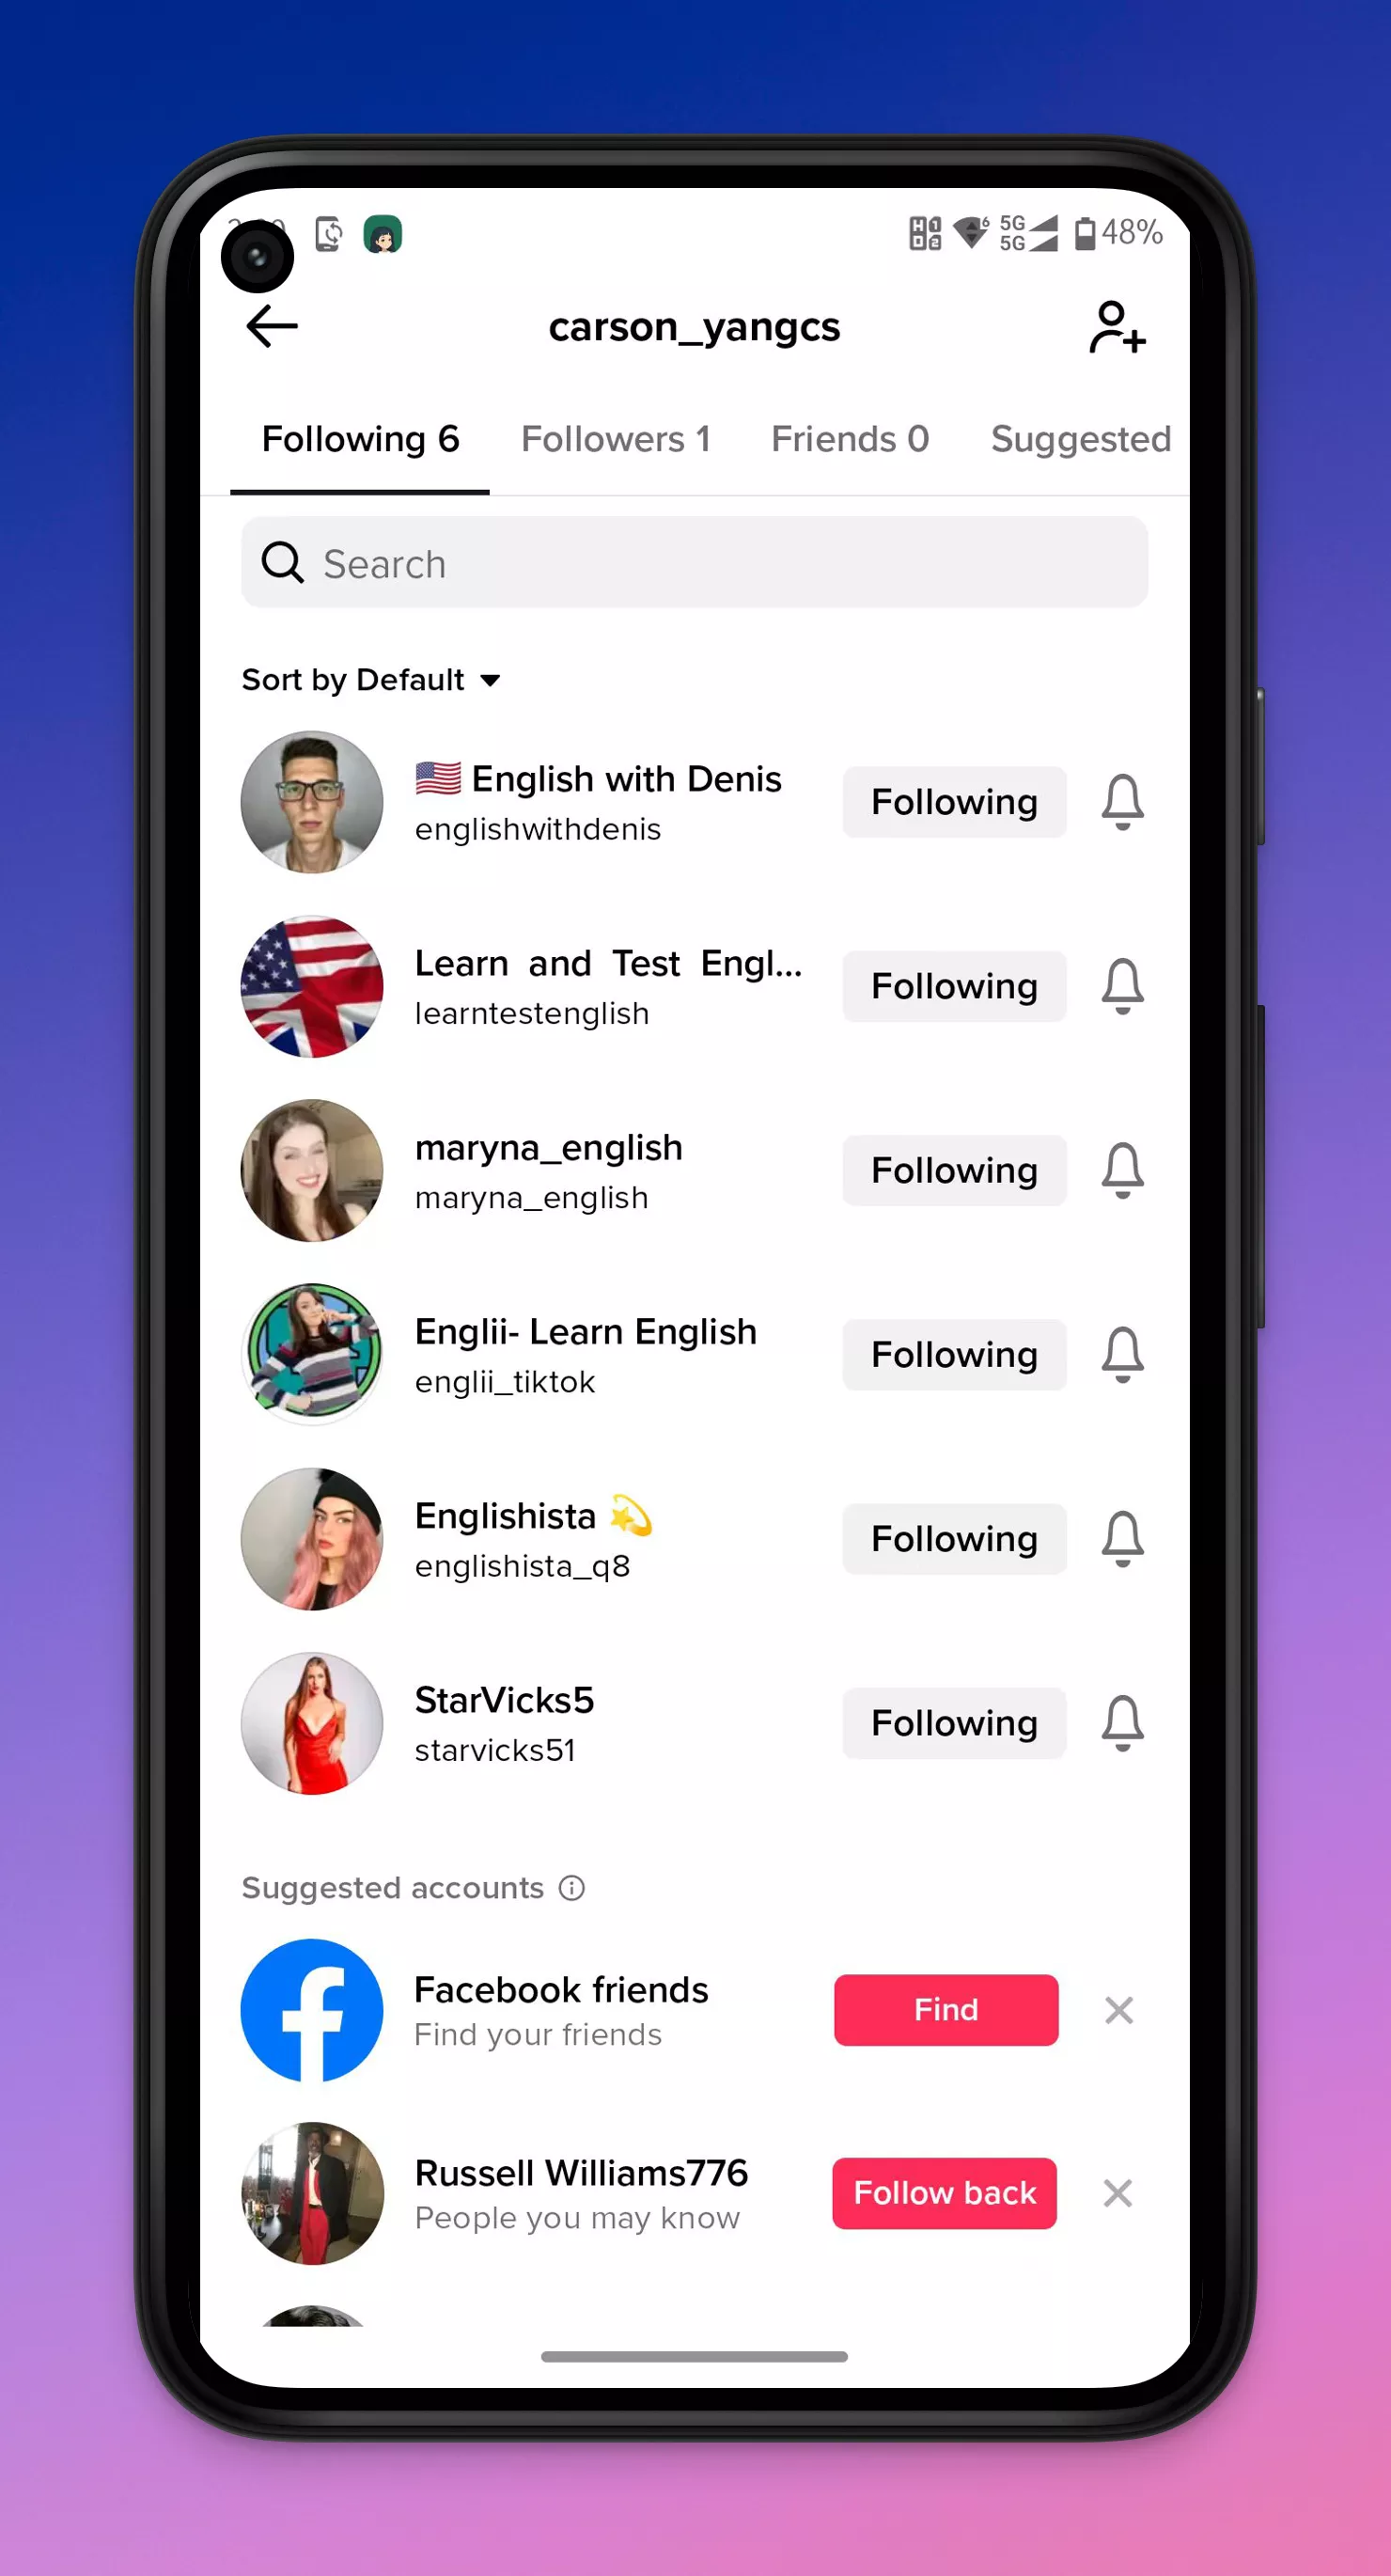 5G
5G
48%
carson_yangcs
Following 6
Followers 1
Friends 0
Suggested
Search
Sort by Default
🇺🇸 English with Denis
englishwithdenis
Following
Learn and Test Engl...
learntestenglish
Following
maryna_english
maryna_english
Following
Englii- Learn English
englii_tiktok
Following
Englishista 💫
englishista_q8
Following
StarVicks5
starvicks51
Following
Suggested accounts
Facebook friends
Find your friends
Find
Russell Williams776
People you may know
Follow back